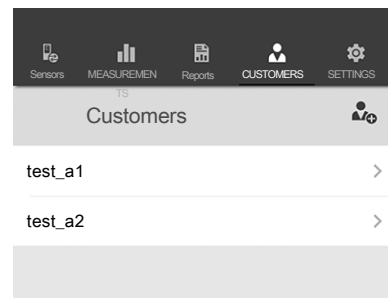 Sensors MEASUREMEN Reports CUSTOMERS SETTINGS
TS
Customers
test_a1
test_a2